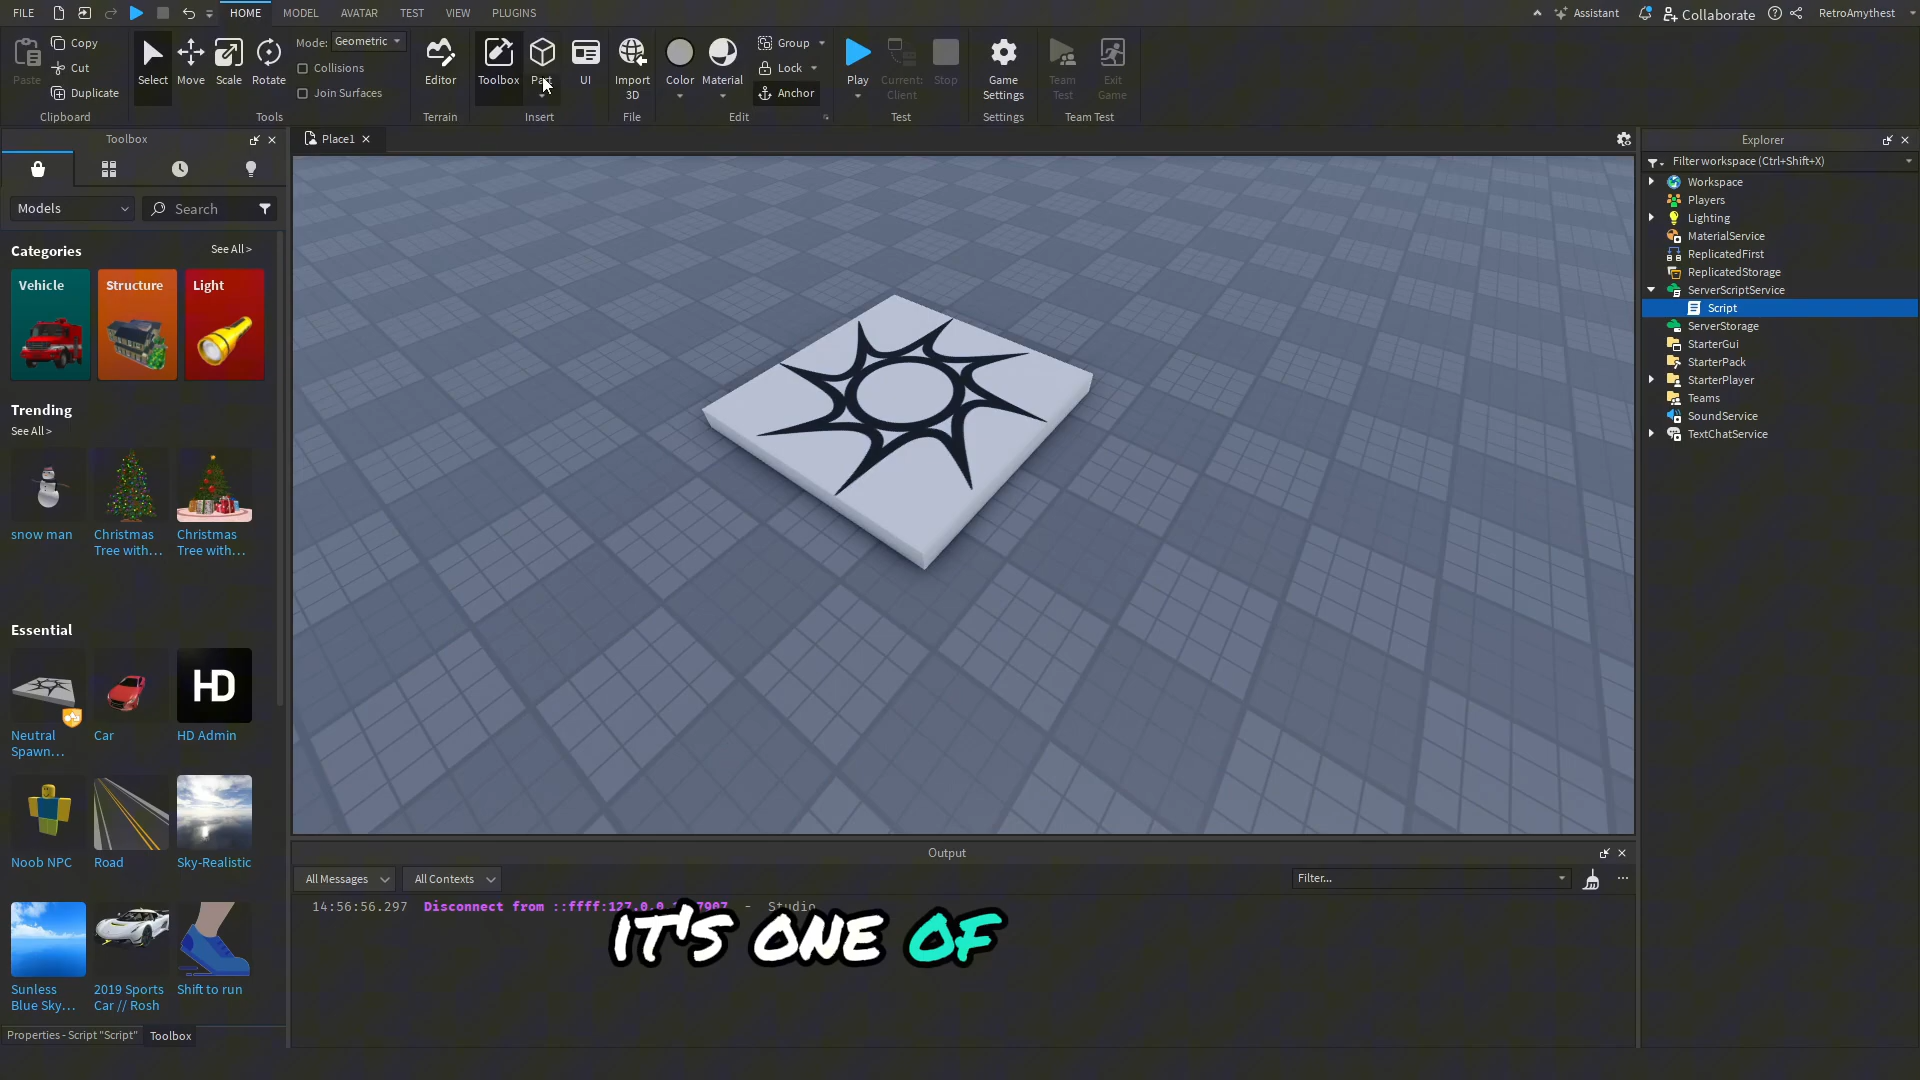 FILE HOME MODEL AVATAR TEST VIEW PLUGINS Assistant Collaborate RetroAmythest
Paste Copy Cut Duplicate Clipboard
Select Move Scale Rotate Mode: Geometric Collisions Join Surfaces Tools
Editor Terrain
Toolbox Part UI Insert
Import 3D File
Color Material Group Lock Anchor Edit
Play Current: Client Stop Test
Game Settings Settings
Team Test Exit Game Team Test
Toolbox
Models Search
Categories See All >
Vehicle Structure Light
Trending
See All >
snow man
Christmas Tree with...
Christmas Tree with...
Essential
HD
Neutral Spawn...
Car
HD Admin
Noob NPC
Road
Sky-Realistic
Sunless Blue Sky...
2019 Sports Car // Rosh
Shift to run
Properties - Script "Script" Toolbox
Place1
Output
All Messages All Contexts Filter...
14:56:56.297 Disconnect from ::ffff:127.0.0. 7907 - Studio
IT'S ONE OF
Explorer
Filter workspace (Ctrl+Shift+X)
Workspace
Players
Lighting
MaterialService
ReplicatedFirst
ReplicatedStorage
ServerScriptService
Script
ServerStorage
StarterGui
StarterPack
StarterPlayer
Teams
SoundService
TextChatService